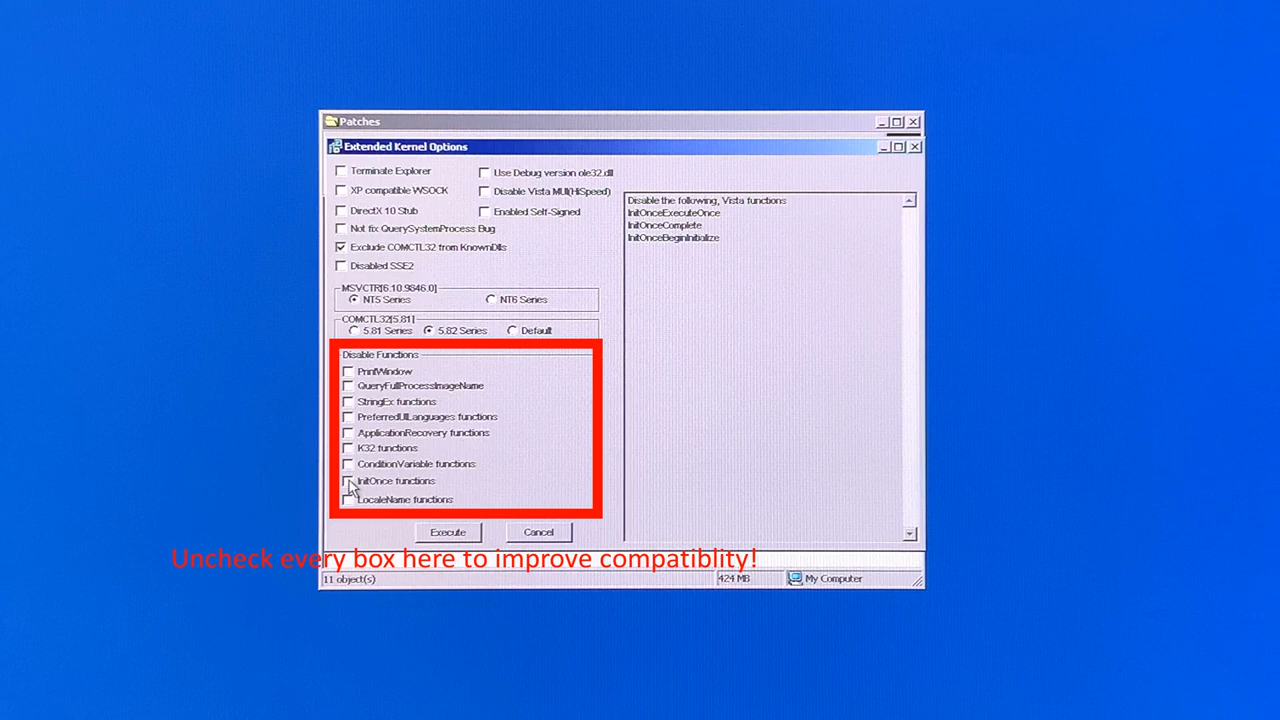 Patches
Extended Kernel Options
Terminate Explorer
Use Debug version ole32.dll
XP compatible WSOCK
Disable Vista MUI(HiSpeed)
DirectX 10 Stub
Enabled Self-Signed
Not fix QuerySystemProcess Bug
Exclude COMCTL32 from KnownDlls
Disabled SSE2
MSVCTR[6.10.9846.0]
NT5 Series
NT6 Series
COMCTL32[5.81]
5.81 Series
5.82 Series
Default
Disable Functions
PrintWindow
QueryFullProcessImageName
StringEx functions
PreferredUILanguages functions
ApplicationRecovery functions
K32 functions
ConditionVariable functions
InitOnce functions
LocaleName functions
Execute
Cancel
Disable the following, Vista functions
InitOnceExecuteOnce
InitOnceComplete
InitOnceBeginInitialize
Uncheck every box here to improve compatiblity!
11 object(s)
424 MB
My Computer